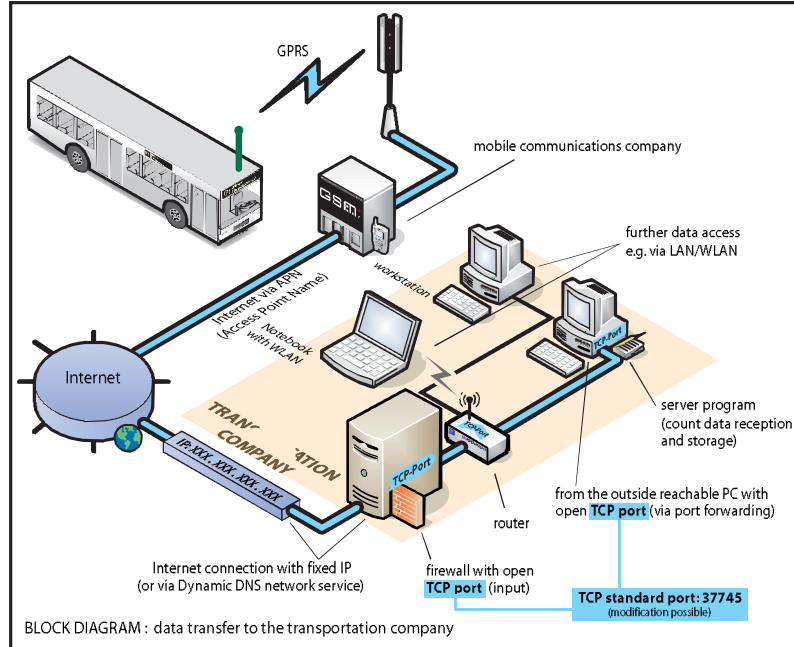 GPRS
mobile communications company
GSM
further data access
e.g. via LAN/WLAN
workstation
Internet via APN
(Access Point Name)
Notebook
with WLAN
TCP-Port
Internet
server program
(count data reception
and storage)
TCP-Port
COMPANY
TCP-Port
IP: XXX. XXX. XXX. XXX
from the outside reachable PC with
open TCP port (via port forwarding)
router
Internet connection with fixed IP
(or via Dynamic DNS network service)
firewall with open
TCP port (input)
TCP standard port: 37745
(modification possible)
BLOCK DIAGRAM : data transfer to the transportation company